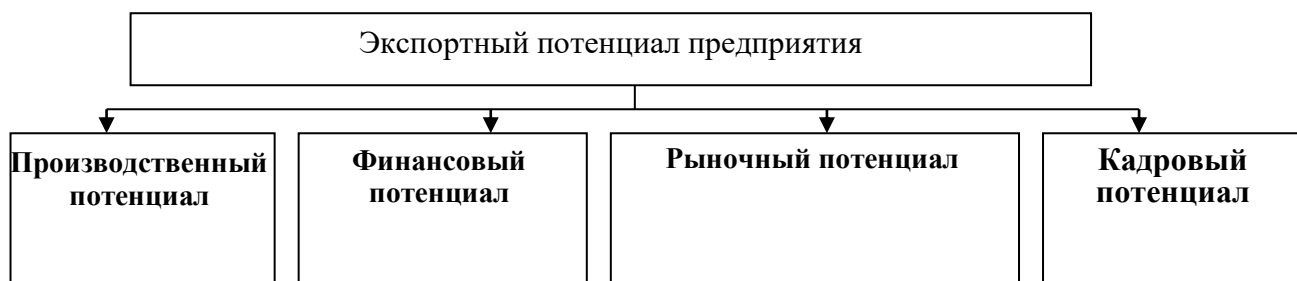 Экспортный потенциал предприятия
Производственный
потенциал
Финансовый
потенциал
Рыночный потенциал
Кадровый
потенциал